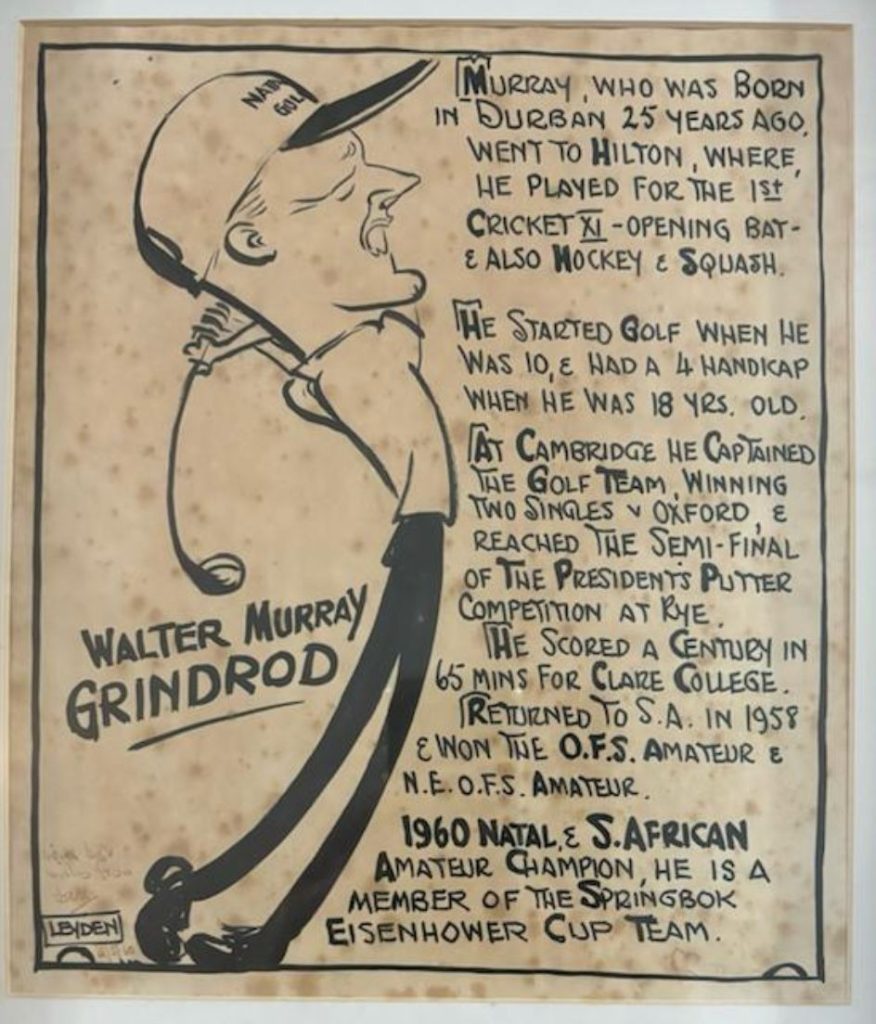 NATAL
GOLF
MURRAY, WHO WAS BORN
IN DURBAN 25 YEARS AGO,
WENT TO HILTON, WHERE,
HE PLAYED FOR THE 1st
CRICKET XI - OPENING BAT -
& ALSO HOCKEY & SQUASH.
HE STARTED GOLF WHEN HE
WAS 10, & HAD A 4 HANDICAP
WHEN HE WAS 18 YRS. OLD.
AT CAMBRIDGE HE CAPTAINED
THE GOLF TEAM, WINNING
TWO SINGLES v OXFORD, &
REACHED THE SEMI-FINAL
OF THE PRESIDENTS PUTTER
COMPETITION AT RYE.
HE SCORED A CENTURY IN
65 MINS FOR CLARE COLLEGE.
RETURNED TO S.A. IN 1958
& WON THE O.F.S. AMATEUR &
N.E.O.F.S. AMATEUR.
1960 NATAL, & S. AFRICAN
AMATEUR CHAMPION, HE IS A
MEMBER OF THE SPRINGBOK
EISENHOWER CUP TEAM.
WALTER MURRAY
GRINDROD
LEYDEN